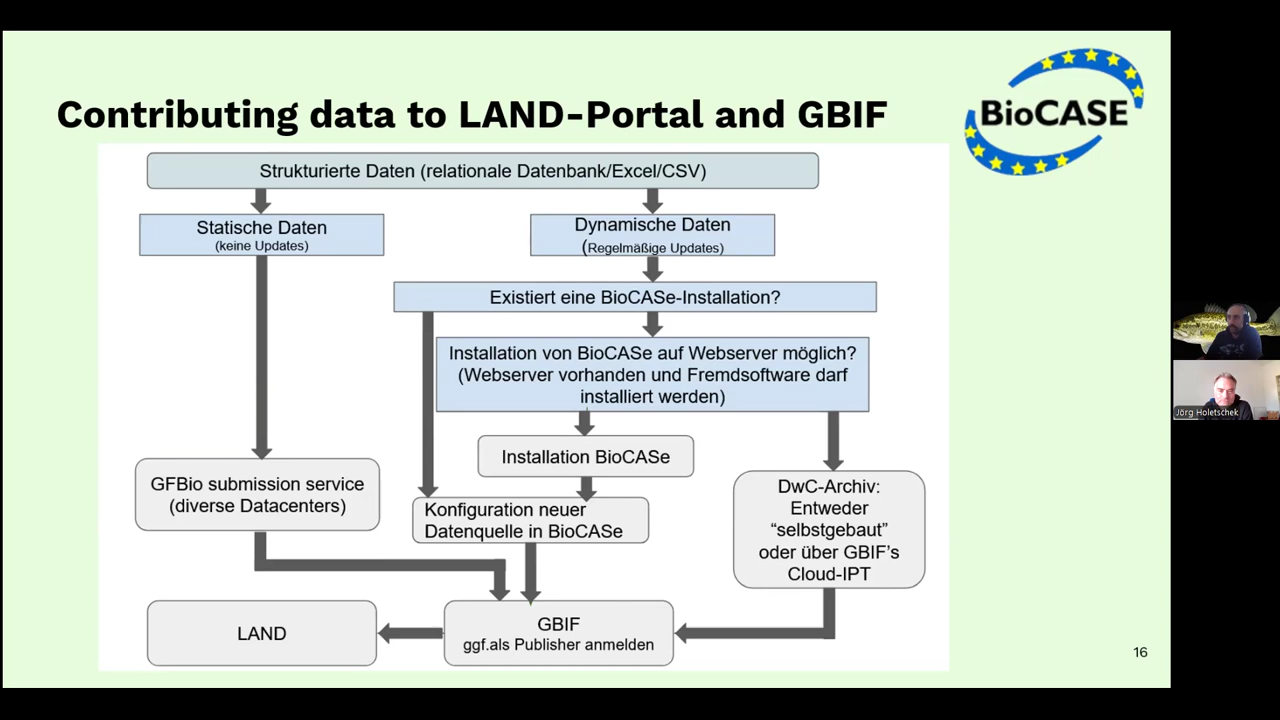 Contributing data to LAND-Portal and GBIF
BioCASE
Strukturierte Daten (relationale Datenbank/Excel/CSV)
Statische Daten
(keine Updates)
Dynamische Daten
(Regelmäßige Updates)
Existiert eine BioCASe-Installation?
Installation von BioCASe auf Webserver möglich?
(Webserver vorhanden und Fremdsoftware darf
installiert werden)
Installation BioCASe
GFBio submission service
(diverse Datacenters)
Konfiguration neuer
Datenquelle in BioCASe
DwC-Archiv:
Entweder
“selbstgebaut”
oder über GBIF’s
Cloud-IPT
LAND
GBIF
ggf.als Publisher anmelden
16
Jörg Holetschek